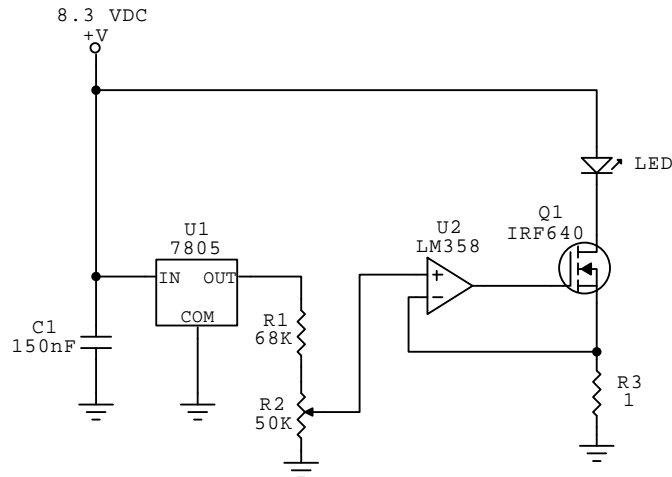 8.3 VDC
+V
LED
Q1
IRF640
U2
LM358
U1
7805
IN OUT
COM
+
−
C1
150nF
R1
68K
R2
50K
R3
1